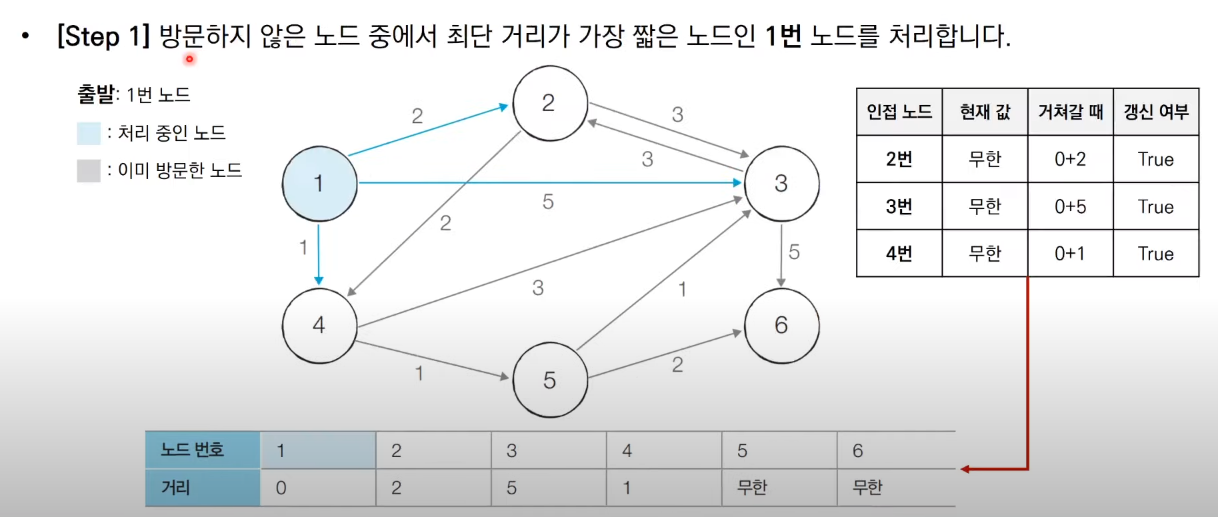 • [Step 1] 방문하지 않은 노드 중에서 최단 거리가 가장 짧은 노드인 1번 노드를 처리합니다.
출발: 1번 노드
: 처리 중인 노드
: 이미 방문한 노드
1
2
3
4
5
6
2
3
3
5
2
1
3
1
1
2
5
인접 노드 현재 값 거쳐갈 때 갱신 여부
2번 무한 0+2 True
3번 무한 0+5 True
4번 무한 0+1 True
노드 번호 1 2 3 4 5 6
거리 0 2 5 1 무한 무한